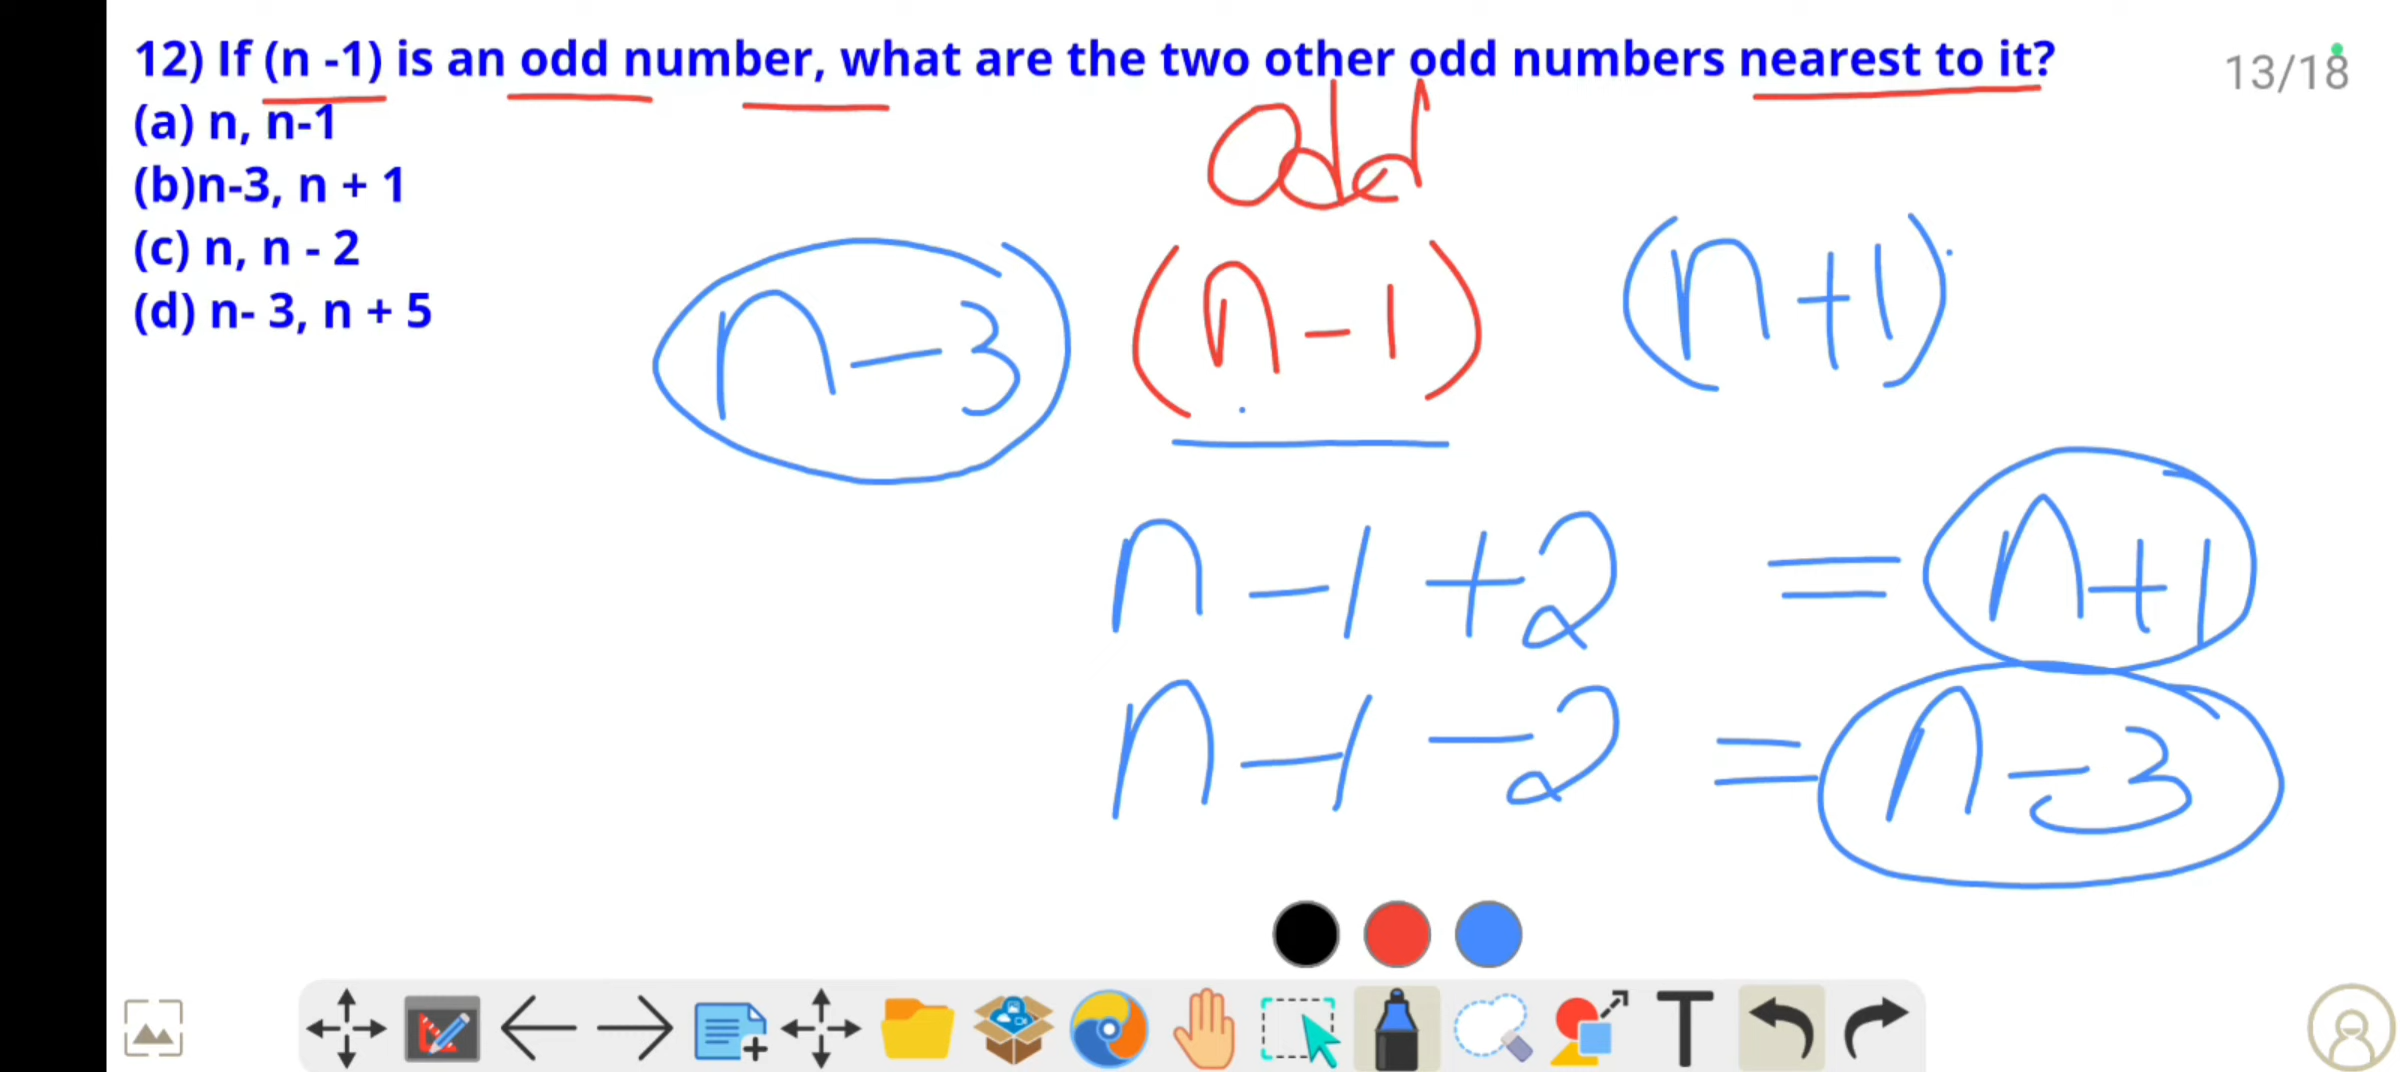 12) If (n -1) is an odd number, what are the two other odd numbers nearest to it?
13/18
(a) n, n-1
(b)n-3, n + 1
(c) n, n - 2
(d) n- 3, n + 5
odd
n-3 (n-1) (n+1)
n-1+2 = n+1
n-1-2 = n-3
T